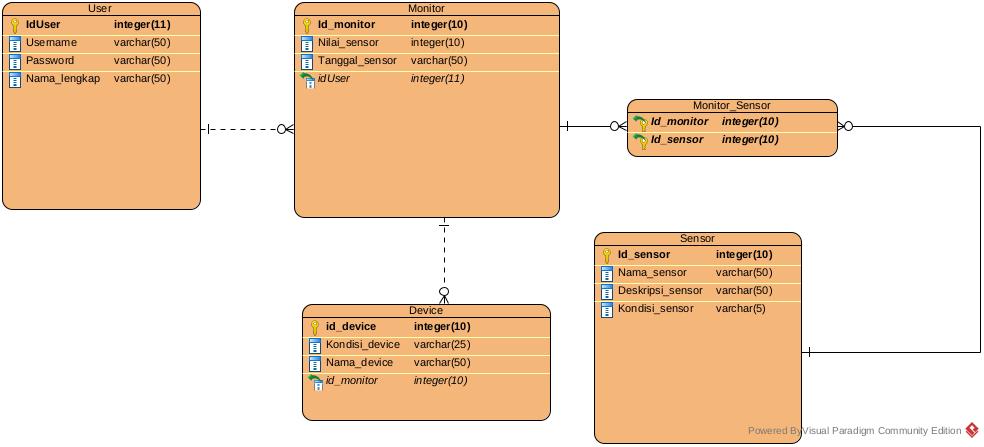 User
IdUser integer(11)
Username varchar(50)
Password varchar(50)
Nama_lengkap varchar(50)
Monitor
Id_monitor integer(10)
Nilai_sensor integer(10)
Tanggal_sensor varchar(50)
idUser integer(11)
Monitor_Sensor
Id_monitor integer(10)
Id_sensor integer(10)
Sensor
Id_sensor integer(10)
Nama_sensor varchar(50)
Deskripsi_sensor varchar(50)
Kondisi_sensor varchar(5)
Device
id_device integer(10)
Kondisi_device varchar(25)
Nama_device varchar(50)
id_monitor integer(10)
Powered By Visual Paradigm Community Edition